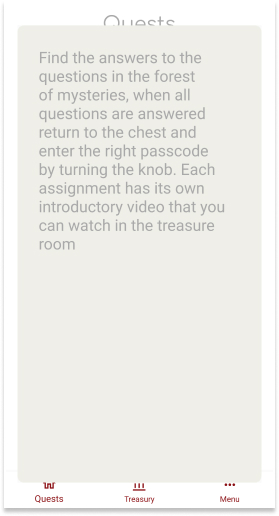 Quests
Find the answers to the
questions in the forest
of mysteries, when all
questions are answered
return to the chest and
enter the right passcode
by turning the knob. Each
assignment has its own
introductory video that you
can watch in the treasure
room
Quests
Treasury
Menu